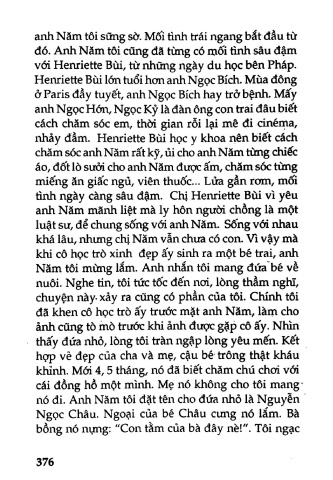 anh Năm tôi sững sờ. Mối tình trái ngang bắt đầu từ
đó. Anh Năm tôi cũng đã từng có mối tình sâu đậm
với Henriette Bùi, từ những ngày du học bên Pháp.
Henriette Bùi lớn tuổi hơn anh Ngọc Bích. Mùa đông
ở Paris đầy tuyết, anh Ngọc Bích hay trở bệnh. Mấy
anh Ngọc Hớn, Ngọc Kỷ là đàn ông con trai đâu biết
cách chăm sóc em, thời gian rỗi lại mê đi cinéma,
nhảy đầm. Henriette Bùi học y khoa nên biết cách
chăm sóc anh Năm rất kỹ, ủi cho anh Năm từng chiếc
áo, đốt lò sưởi cho anh Năm được ấm, chăm sóc từng
miếng ăn giấc ngủ, viên thuốc... Lửa gần rơm, mối
tình ngày càng sâu đậm. Chị Henriette Bùi vì yêu
anh Năm mãnh liệt mà ly hôn người chồng là một
luật sư, để chung sống với anh Năm. Sống với nhau
khá lâu, nhưng chị Năm vẫn chưa có con. Vì vậy mà
khi cô học trò xinh đẹp ấy sinh ra một bé trai, anh
Năm tôi mừng lắm. Anh nhắn tôi mang đứa bé về
nuôi. Nghe tin, tôi tức tốc đến nơi, lòng thầm nghĩ,
chuyện này xảy ra cũng có phần của tôi. Chính tôi
đã khen cô học trò ấy trước mặt anh Năm, làm cho
ảnh cũng tò mò trước khi ảnh được gặp cô ấy. Nhìn
thấy đứa nhỏ, lòng tôi tràn ngập lòng yêu mến. Kết
hợp vẻ đẹp của cha và mẹ, cậu bé trông thật kháu
khỉnh. Mới 4, 5 tháng, nó đã biết chăm chú chơi với
cái đồng hồ một mình. Mẹ nó không cho tôi mang
nó đi. Anh Năm tôi đặt tên cho đứa nhỏ là Nguyễn
Ngọc Châu. Ngoại của bé Châu cưng nó lắm. Bà
bồng nó nựng: "Con tằm của bà đây nè!". Tôi ngạc
376